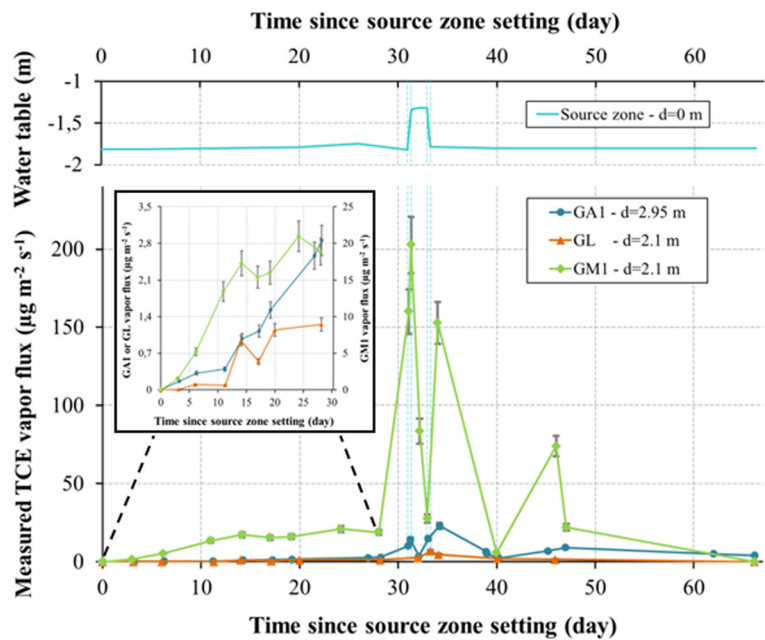 Time since source zone setting (day)
0 10 20 30 40 50 60
Water table (m)
-1
-1,5
-2
Source zone - d=0 m
Measured TCE vapor flux (µg m⁻² s⁻¹)
200
150
100
50
0
GA1 - d=2.95 m
GL - d=2.1 m
GM1 - d=2.1 m
GA1 or GL vapor flux (µg m⁻² s⁻¹)
3,5
2,8
2,1
1,4
0,7
0
25
20
15
10
5
0
GM1 vapor flux (µg m⁻² s⁻¹)
0 5 10 15 20 25 30
Time since source zone setting (day)
0 10 20 30 40 50 60
Time since source zone setting (day)